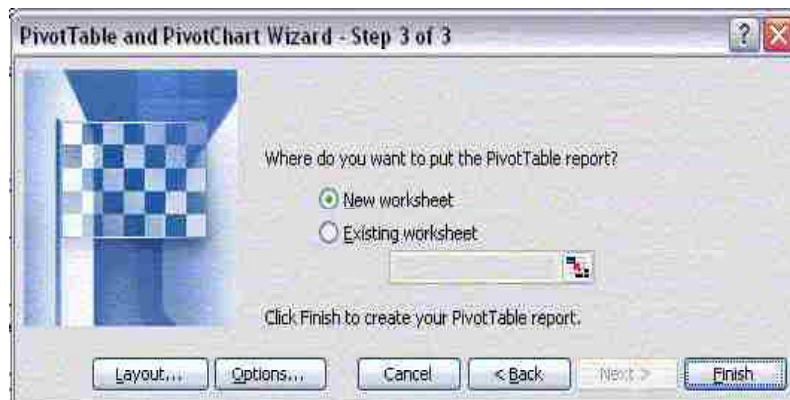 PivotTable and PivotChart Wizard - Step 3 of 3
Where do you want to put the PivotTable report?
New worksheet
Existing worksheet
Click Finish to create your PivotTable report.
Layout... Options... Cancel < Back Next > Finish